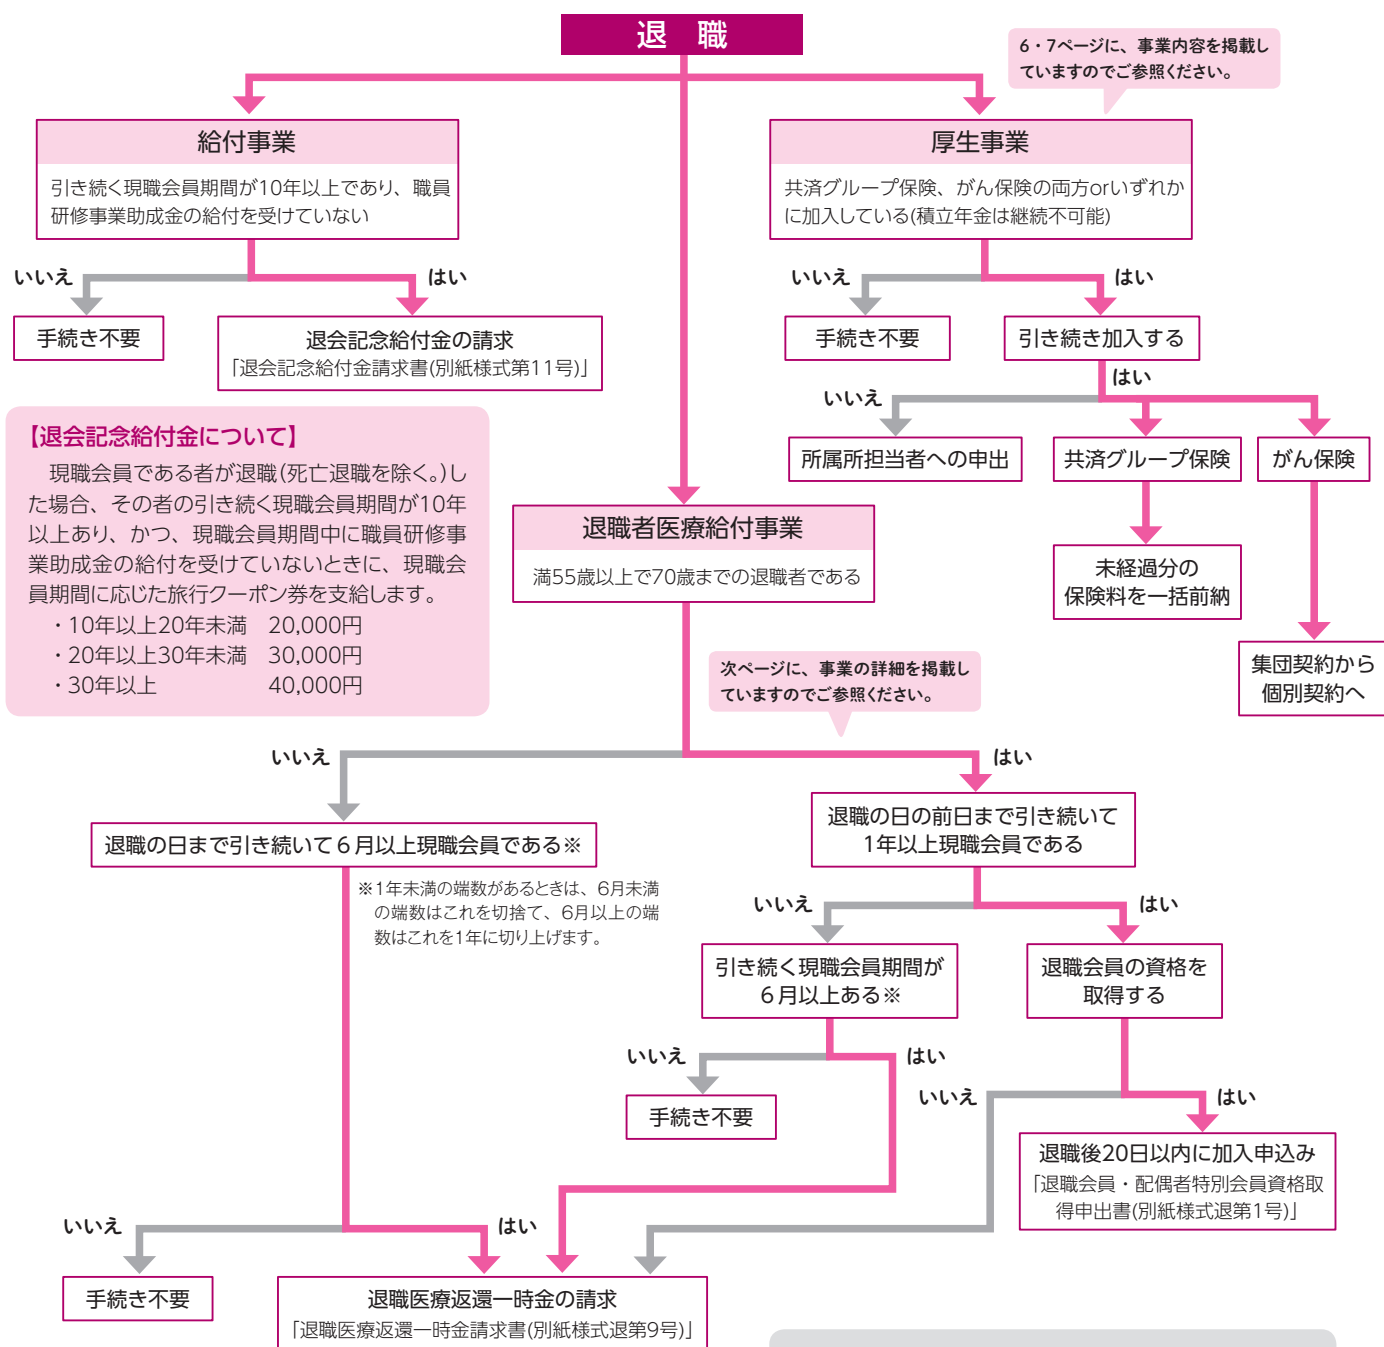 退 職
6・7ページに、事業内容を掲載し
ていますのでご参照ください。
給付事業
引き続く現職会員期間が10年以上であり、職員
研修事業助成金の給付を受けていない
いいえ
はい
手続き不要
退会記念給付金の請求
「退会記念給付金請求書(別紙様式第11号)」
厚生事業
共済グループ保険、がん保険の両方orいずれか
に加入している(積立年金は継続不可能)
いいえ
はい
手続き不要
引き続き加入する
はい
いいえ
所属所担当者への申出
共済グループ保険
がん保険
未経過分の
保険料を一括前納
集団契約から
個別契約へ
【退会記念給付金について】
現職会員である者が退職(死亡退職を除く。)し
た場合、その者の引き続く現職会員期間が10年
以上あり、かつ、現職会員期間中に職員研修事
業助成金の給付を受けていないときに、現職会
員期間に応じた旅行クーポン券を支給します。
・10年以上20年未満 20,000円
・20年以上30年未満 30,000円
・30年以上 40,000円
退職者医療給付事業
満55歳以上で70歳までの退職者である
次ページに、事業の詳細を掲載し
ていますのでご参照ください。
いいえ
はい
退職の日まで引き続いて6月以上現職会員である※
※1年未満の端数があるときは、6月未満
の端数はこれを切捨て、6月以上の端
数はこれを1年に切り上げます。
退職の日の前日まで引き続いて
1年以上現職会員である
いいえ
はい
引き続く現職会員期間が
6月以上ある※
退職会員の資格を
取得する
いいえ
はい
手続き不要
いいえ
はい
退職後20日以内に加入申込み
「退職会員・配偶者特別会員資格取
得申出書(別紙様式退第1号)」
いいえ
はい
手続き不要
退職医療返還一時金の請求
「退職医療返還一時金請求書(別紙様式退第9号)」